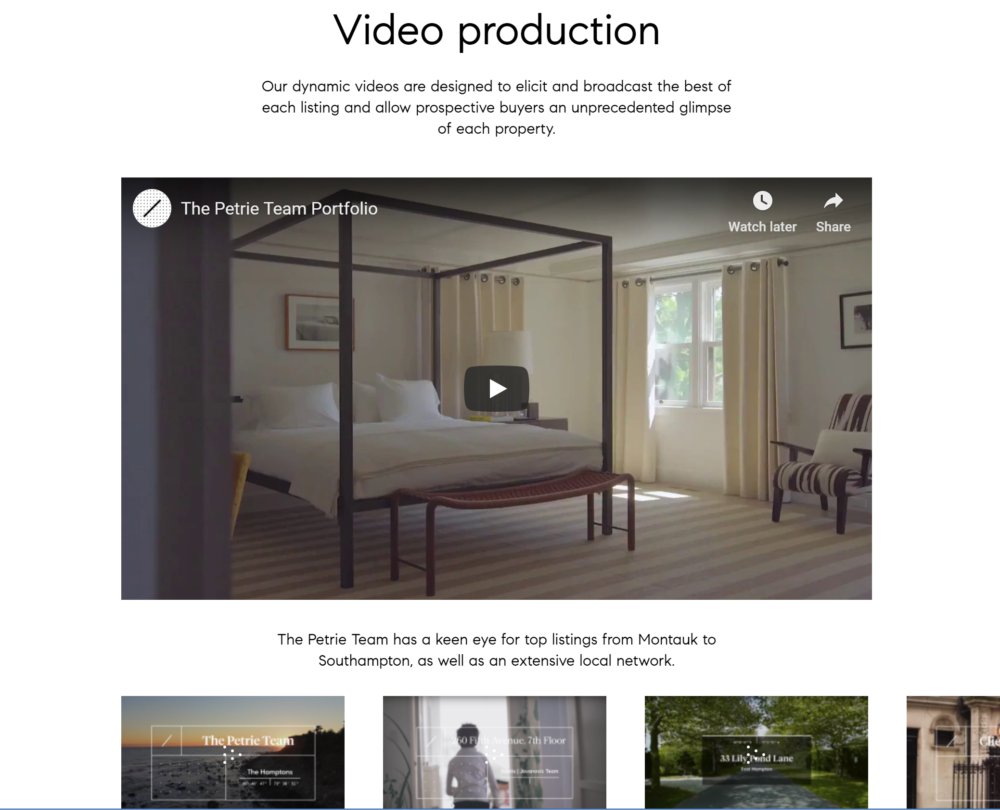 Video production
Our dynamic videos are designed to elicit and broadcast the best of
each listing and allow prospective buyers an unprecedented glimpse
of each property.
The Petrie Team Portfolio
Watch later
Share
The Petrie Team has a keen eye for top listings from Montauk to
Southampton, as well as an extensive local network.
The Petrie Team
The Hamptons
260 Fifth Avenue, 7th Floor
| Jovanovic Team
33 Lily Pond Lane
East Hampton